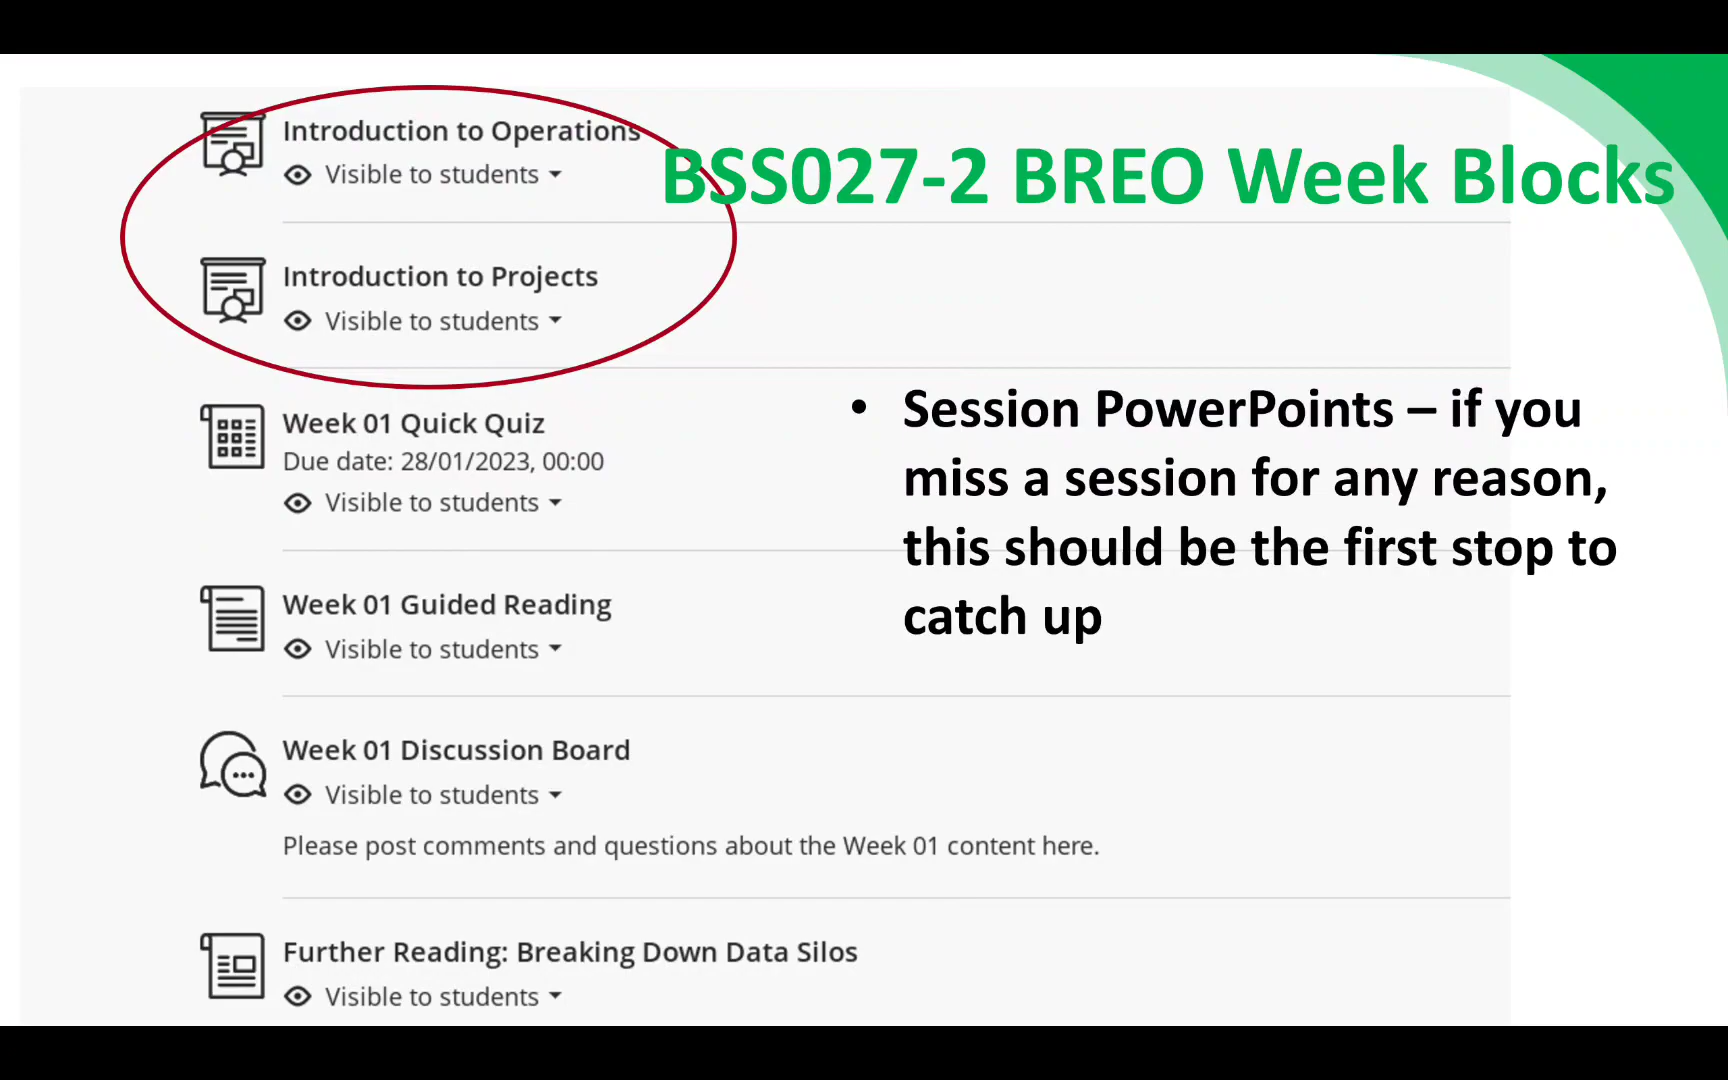 Introduction to Operations
Visible to students
BSS027-2 BREO Week Blocks
Introduction to Projects
Visible to students
Week 01 Quick Quiz
Due date: 28/01/2023, 00:00
Visible to students
• Session PowerPoints – if you
miss a session for any reason,
this should be the first stop to
catch up
Week 01 Guided Reading
Visible to students
Week 01 Discussion Board
Visible to students
Please post comments and questions about the Week 01 content here.
Further Reading: Breaking Down Data Silos
Visible to students